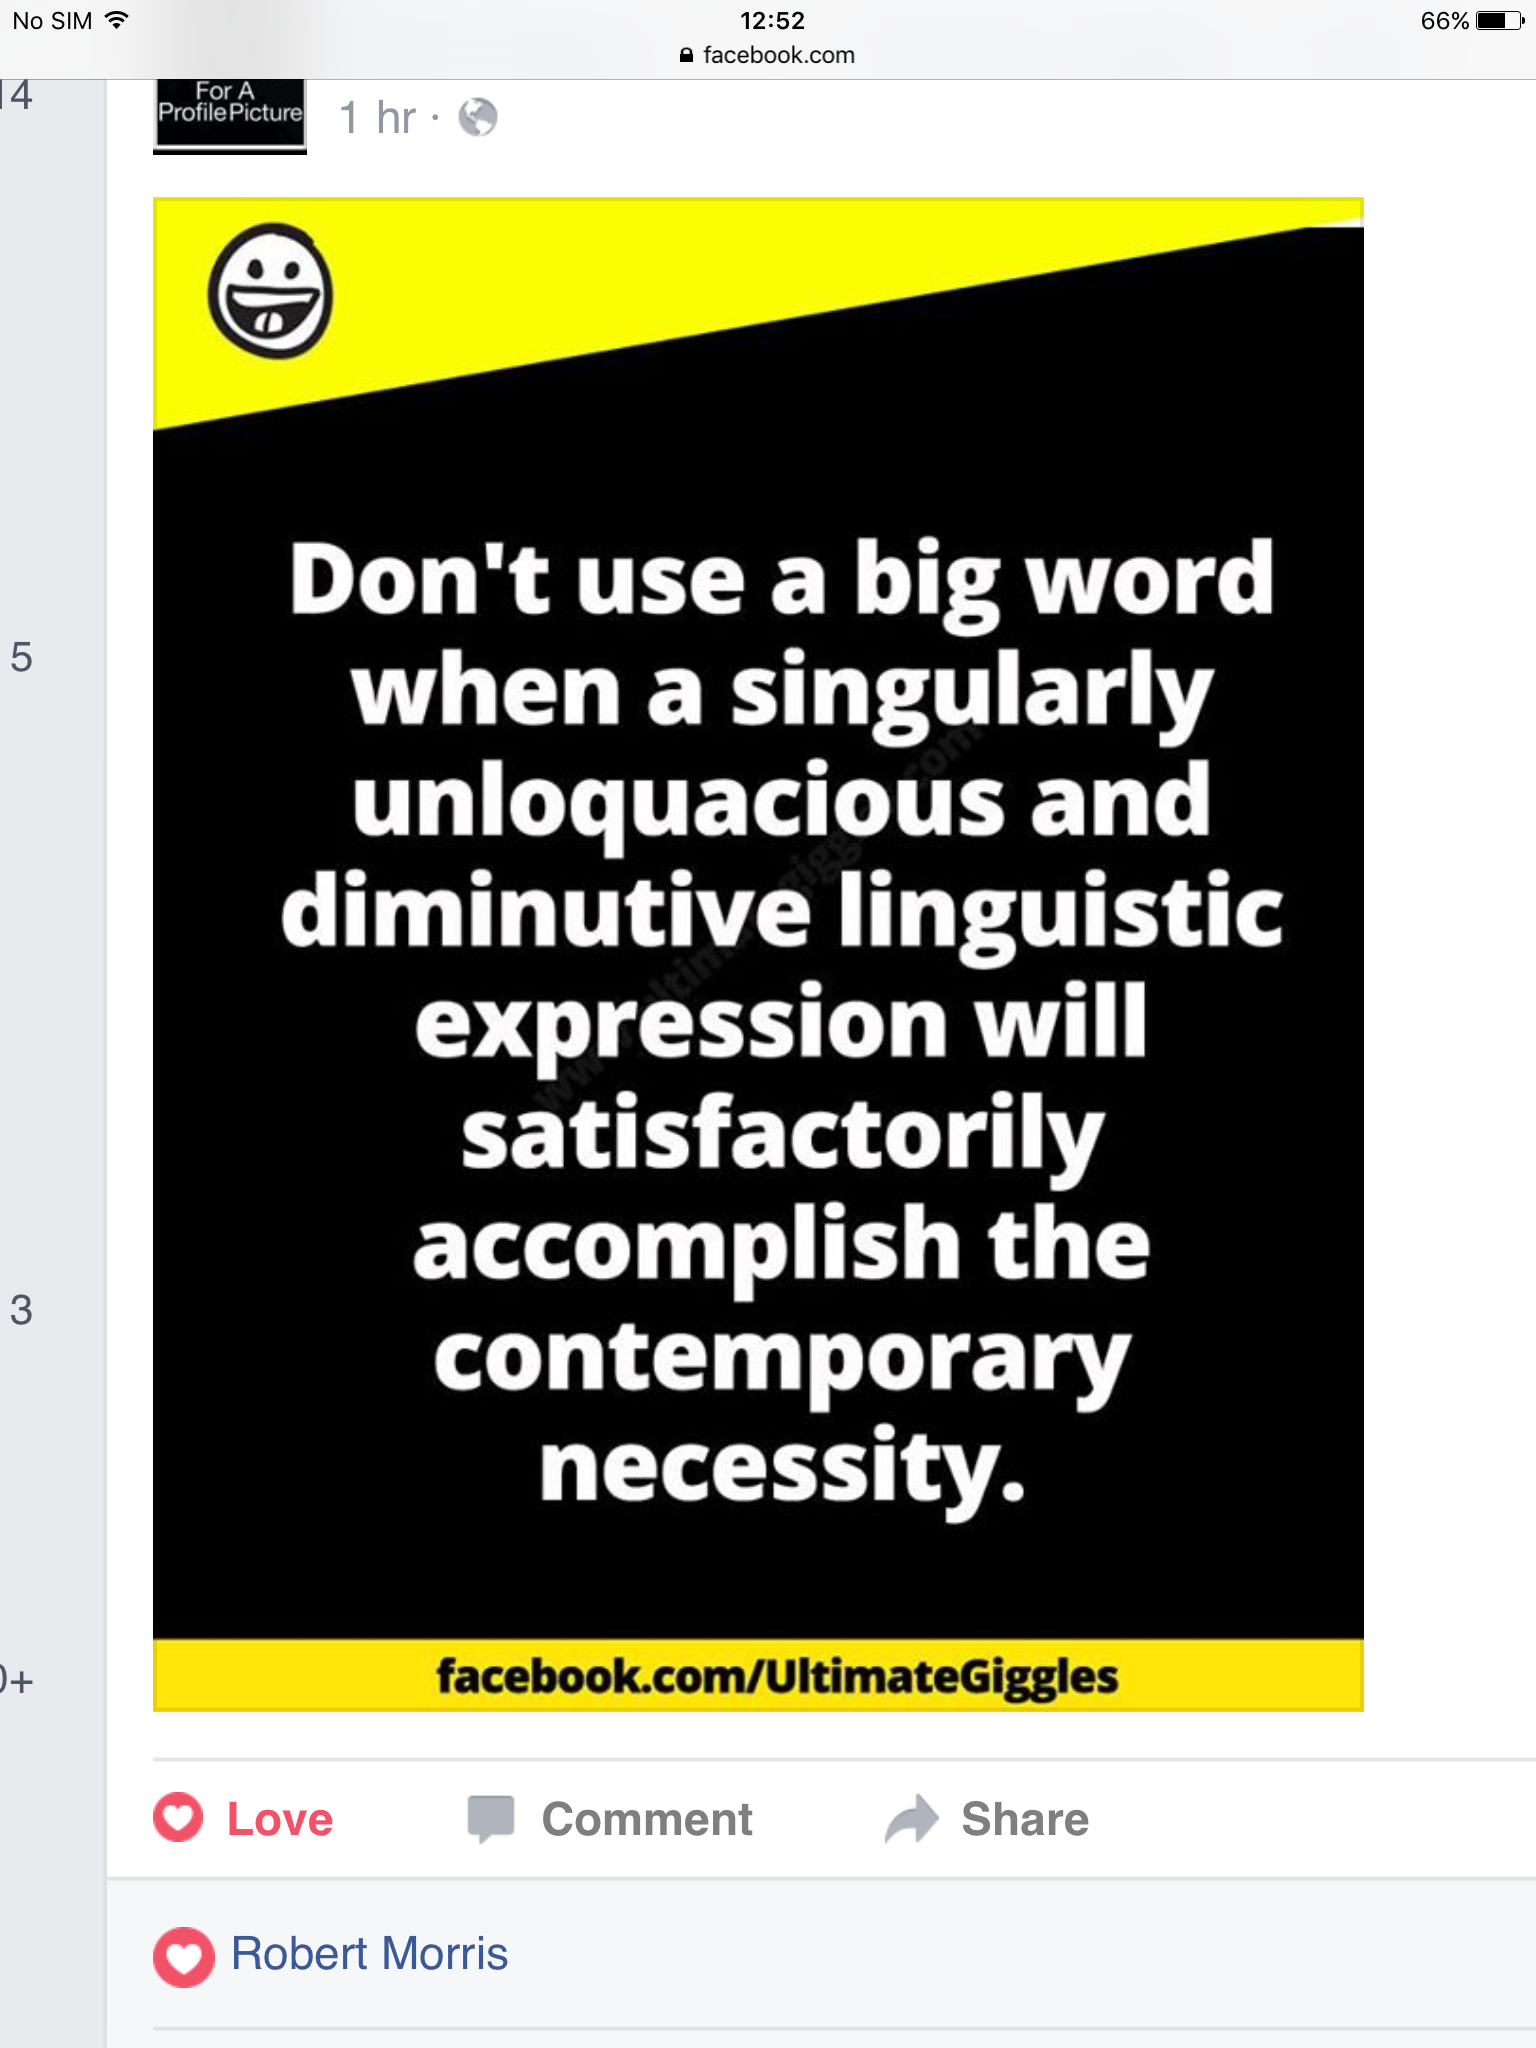 No SIM 12:52 66%
facebook.com
14
For A
Profile Picture
1 hr ·
Don't use a big word
when a singularly
unloquacious and
diminutive linguistic
expression will
satisfactorily
accomplish the
contemporary
necessity.
5
3
facebook.com/UltimateGiggles
Love Comment Share
Robert Morris